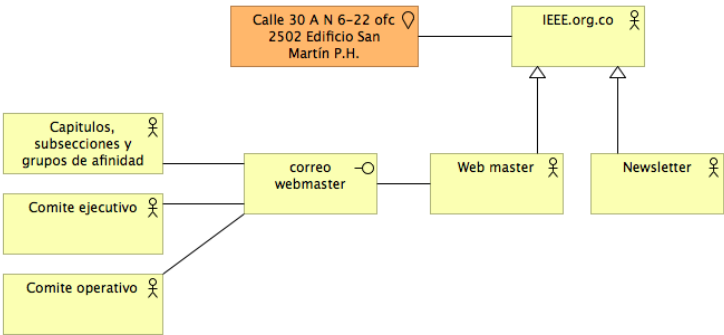 Calle 30 A N 6-22 ofc
2502 Edificio San
Martín P.H.
IEEE.org.co
Capitulos,
subsecciones y
grupos de afinidad
correo
webmaster
Web master
Newsletter
Comite ejecutivo
Comite operativo